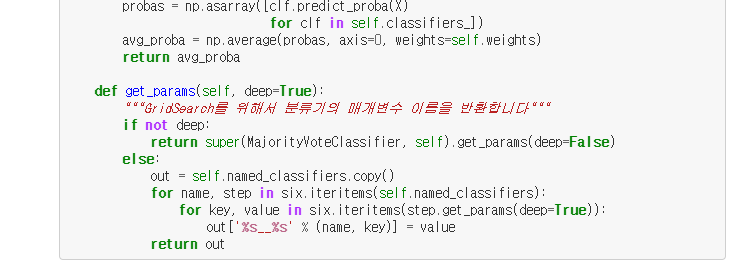 probas = np.asarray([clf.predict_proba(X)
for clf in self.classifiers_])
avg_proba = np.average(probas, axis=0, weights=self.weights)
return avg_proba
def get_params(self, deep=True):
"""GridSearch를 위해서 분류기의 매개변수 이름을 반환합니다"""
if not deep:
return super(MajorityVoteClassifier, self).get_params(deep=False)
else:
out = self.named_classifiers.copy()
for name, step in six.iteritems(self.named_classifiers):
for key, value in six.iteritems(step.get_params(deep=True)):
out['%s__%s' % (name, key)] = value
return out